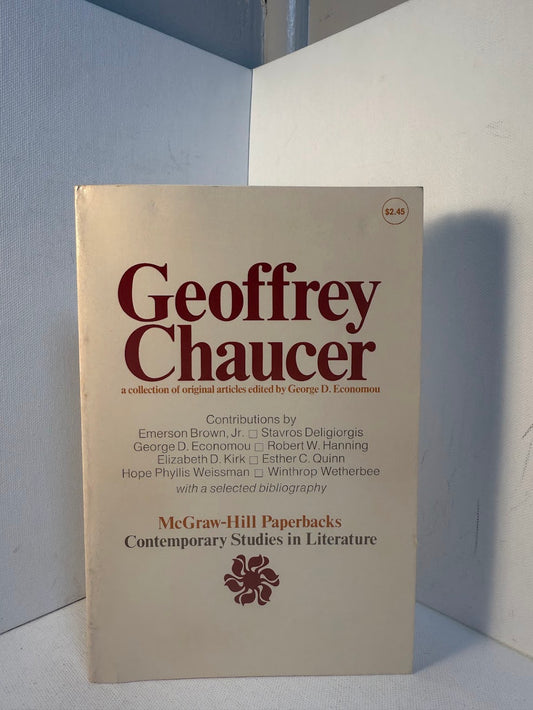 $2.45
Geoffrey
Chaucer
a collection of original articles edited by George D. Economou
Contributions by
Emerson Brown, Jr. □ Stavros Deligiorgis
George D. Economou □ Robert W. Hanning
Elizabeth D. Kirk □ Esther C. Quinn
Hope Phyllis Weissman □ Winthrop Wetherbee
with a selected bibliography
McGraw-Hill Paperbacks
Contemporary Studies in Literature